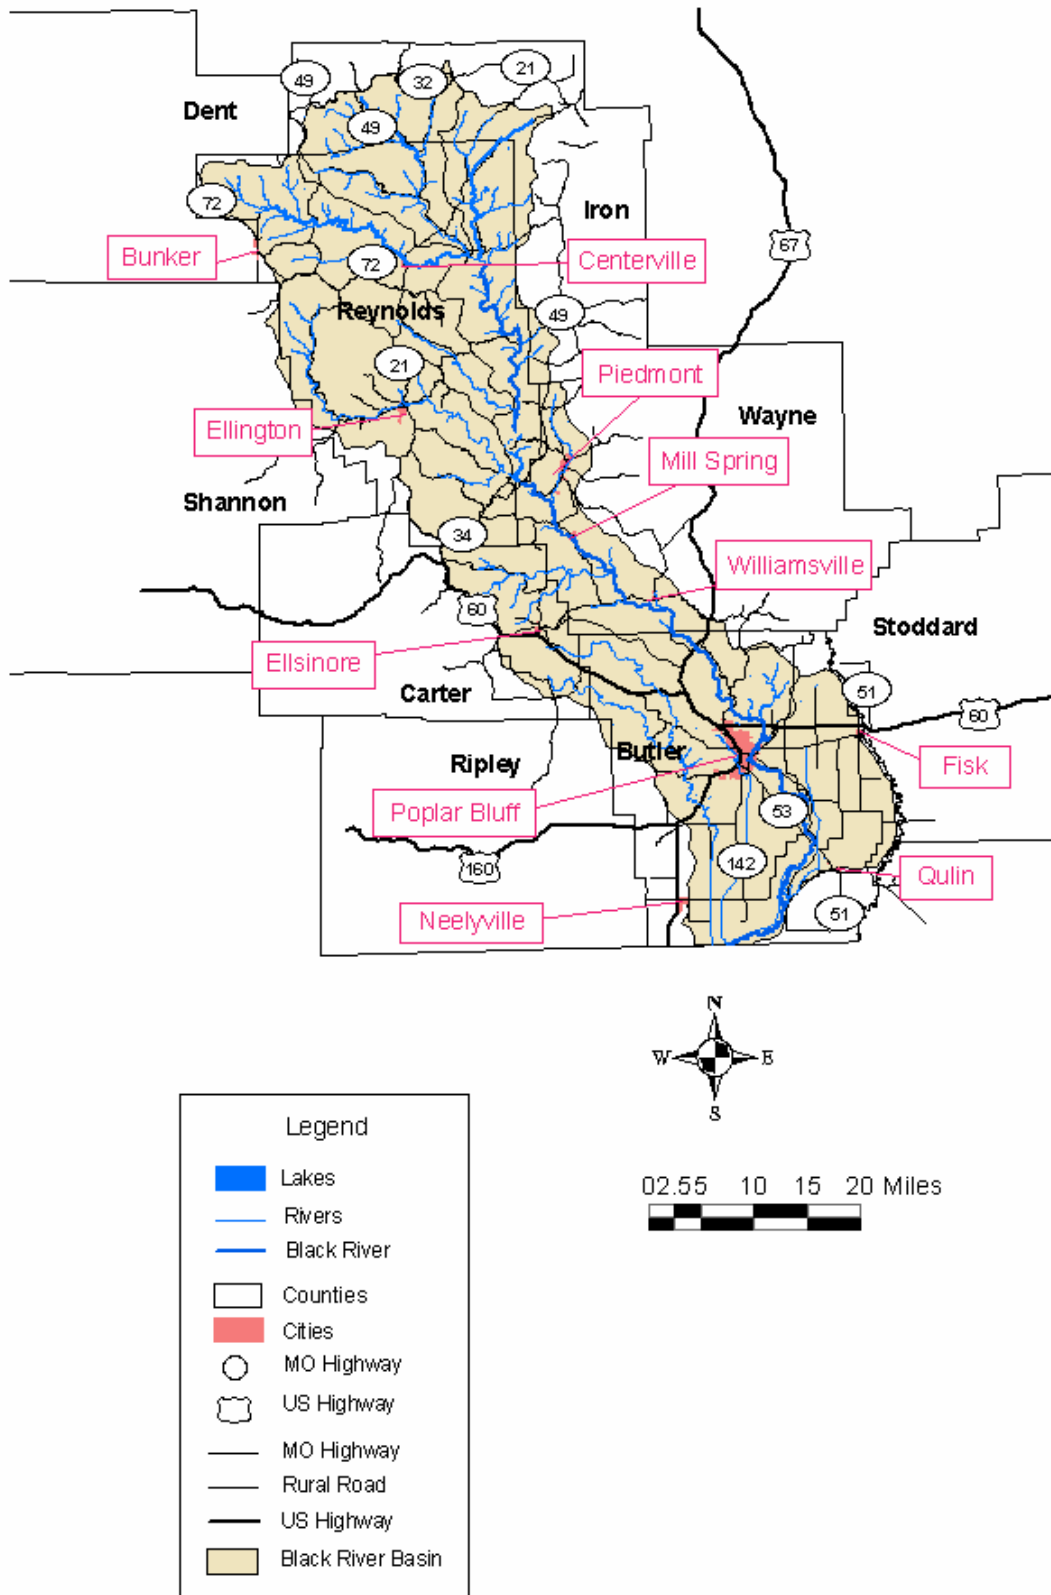 21
49
32
Dent
49
72
Iron
67
Bunker
72
Centerville
Reynolds
49
21
Piedmont
Wayne
Ellington
Mill Spring
Shannon
34
Williamsville
60
Stoddard
Ellsinore
Carter
51
60
Butler
Ripley
Fisk
Poplar Bluff
53
160
142
Qulin
Neelyville
51
N
W E
S
Legend
Lakes
Rivers
Black River
Counties
Cities
MO Highway
US Highway
MO Highway
Rural Road
US Highway
Black River Basin
02.55 10 15 20 Miles